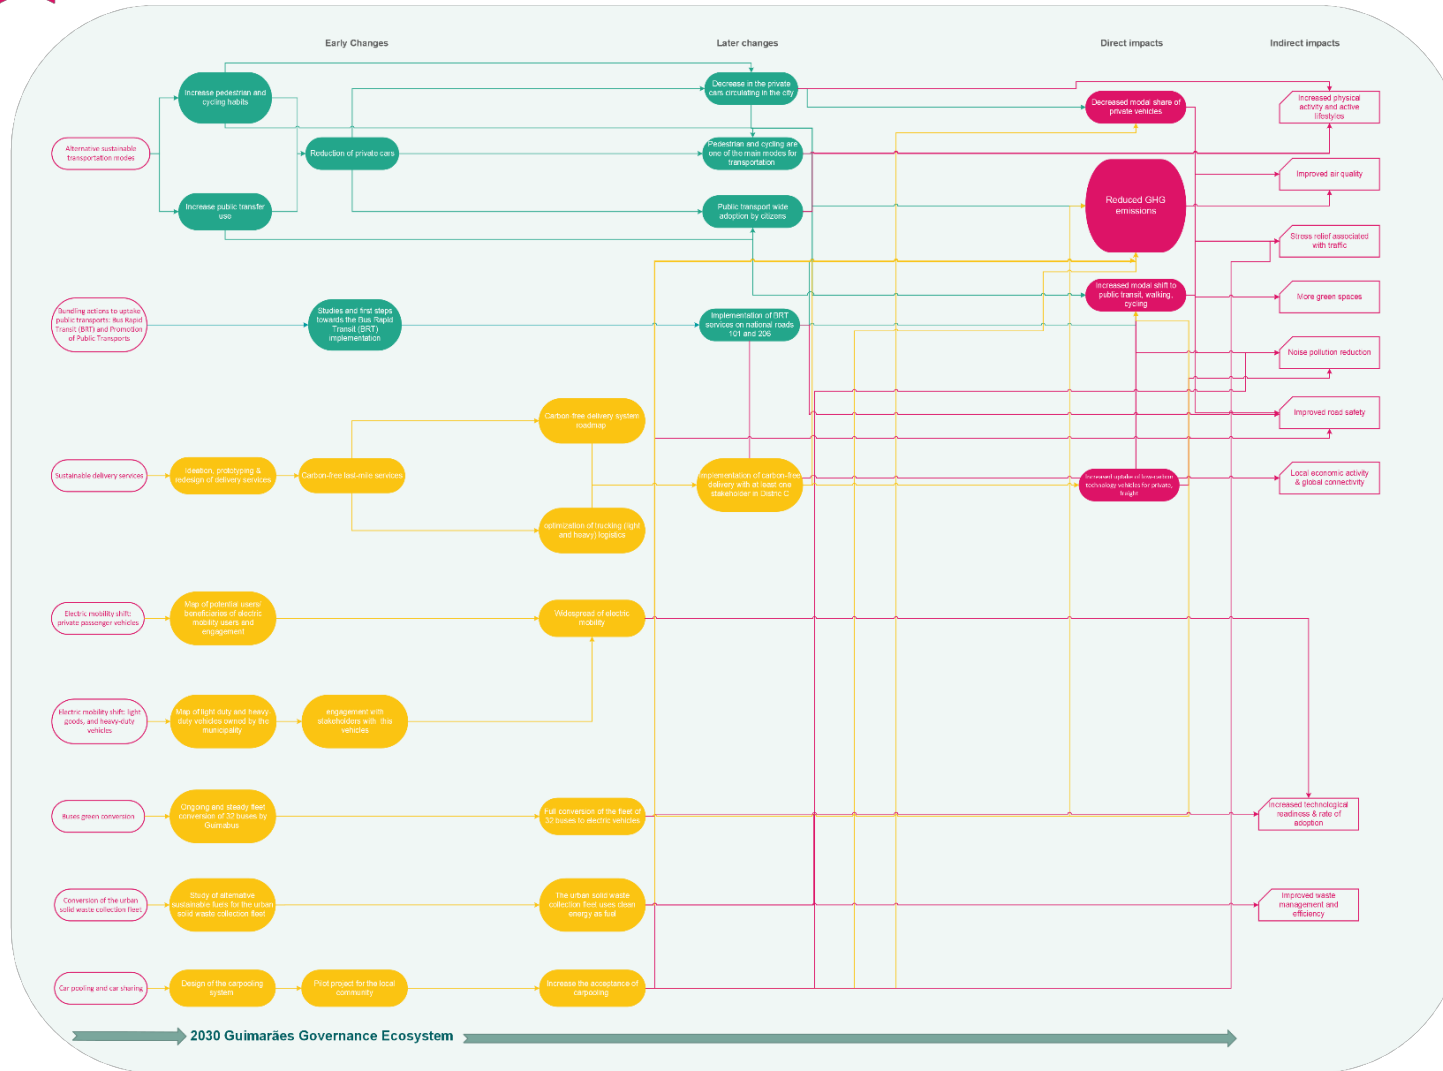 Early Changes
Later changes
Direct impacts
Indirect impacts
Alternative sustainable
transportation modes
Increase pedestrian and
cycling habits
Increase public transfer
use
Reduction of private cars
Decrease in the private
cars circulating in the city
Pedestrian and cycling are
one of the main modes for
transportation
Public transport wide
adoption by citizens
Decreased modal share of
private vehicles
Reduced GHG
emissions
Increased modal shift to
public transit, walking,
cycling
Increased physical
activity and active
lifestyles
Improved air quality
Stress relief associated
with traffic
More green spaces
Noise pollution reduction
Improved road safety
Local economic activity
& global connectivity
Bundling actions to uptake
public transports: Bus Rapid
Transit (BRT) and Promotion
of Public Transports
Studies and first steps
towards the Bus Rapid
Transit (BRT)
implementation
Implementation of BRT
services on national roads
101 and 206
Sustainable delivery services
Ideation, prototyping &
redesign of delivery services
Carbon-free last-mile services
Carbon-free delivery system
roadmap
optimization of trucking (light
and heavy) logistics
Implementation of carbon-free
delivery with at least one
stakeholder in Distric C
Increased uptake of low-carbon
technology vehicles for private,
freight
Electric mobility shift:
private passenger vehicles
Map of potential users/
beneficiaries of electric
mobility users and
engagement
Widespread of electric
mobility
Electric mobility shift: light
goods, and heavy-duty
vehicles
Map of light duty and heavy
duty vehicles owned by the
municipality
engagement with
stakeholders with this
vehicles
Buses green conversion
Ongoing and steady fleet
conversion of 32 buses by
Guimabus
Full conversion of the fleet of
32 buses to electric vehicles
Increased technological
readiness & rate of
adoption
Conversion of the urban
solid waste collection fleet
Study of alternative
sustainable fuels for the urban
solid waste collection fleet
The urban solid waste
collection fleet uses clean
energy as fuel
Improved waste
management and
efficiency
Car pooling and car sharing
Design of the carpooling
system
Pilot project for the local
community
Increase the acceptance of
carpooling
2030 Guimarães Governance Ecosystem